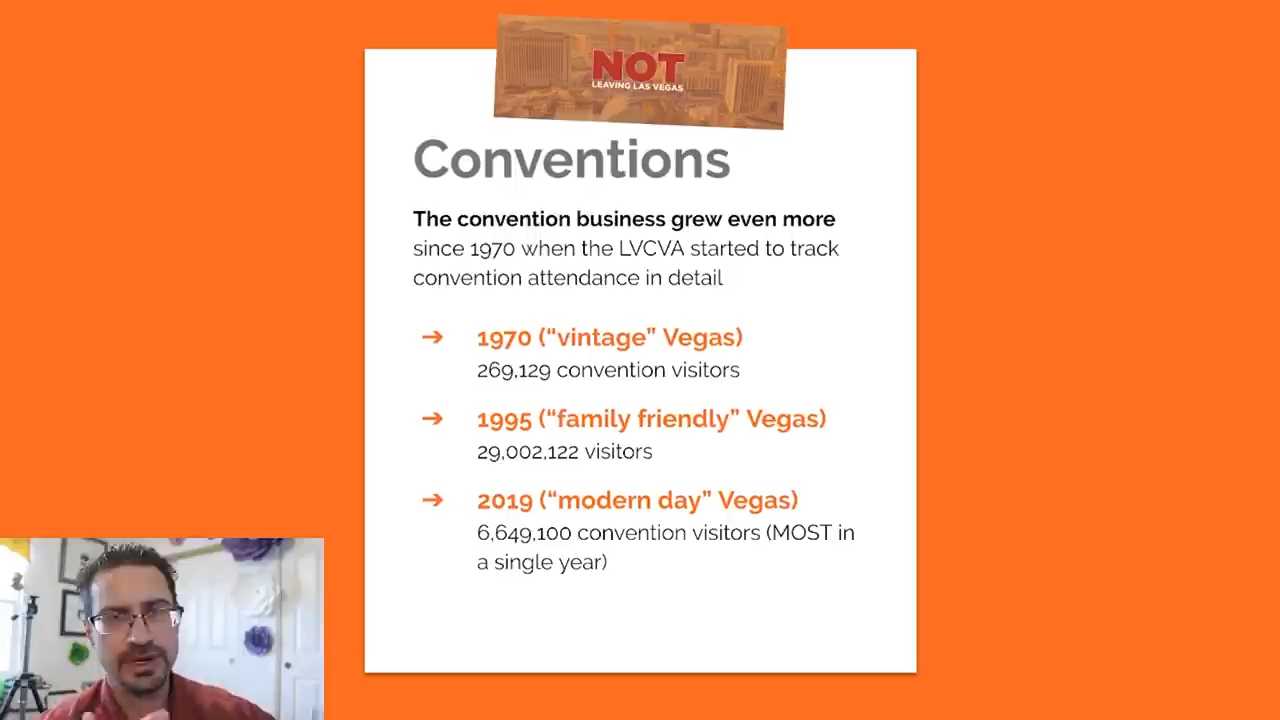 NOT
LEAVING LAS VEGAS
Conventions
The convention business grew even more
since 1970 when the LVCVA started to track
convention attendance in detail
➔ 1970 (“vintage” Vegas)
269,129 convention visitors
➔ 1995 (“family friendly” Vegas)
29,002,122 visitors
➔ 2019 (“modern day” Vegas)
6,649,100 convention visitors (MOST in
a single year)